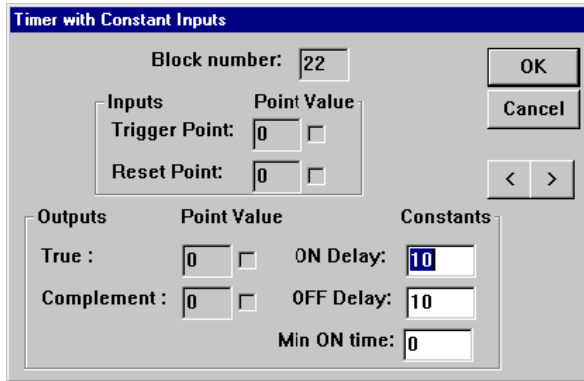 Timer with Constant Inputs
Block number: 22
OK
Cancel
Inputs Point Value
Trigger Point: 0
Reset Point: 0
< >
Outputs Point Value Constants
True : 0 ON Delay: 10
Complement : 0 OFF Delay: 10
Min ON time: 0